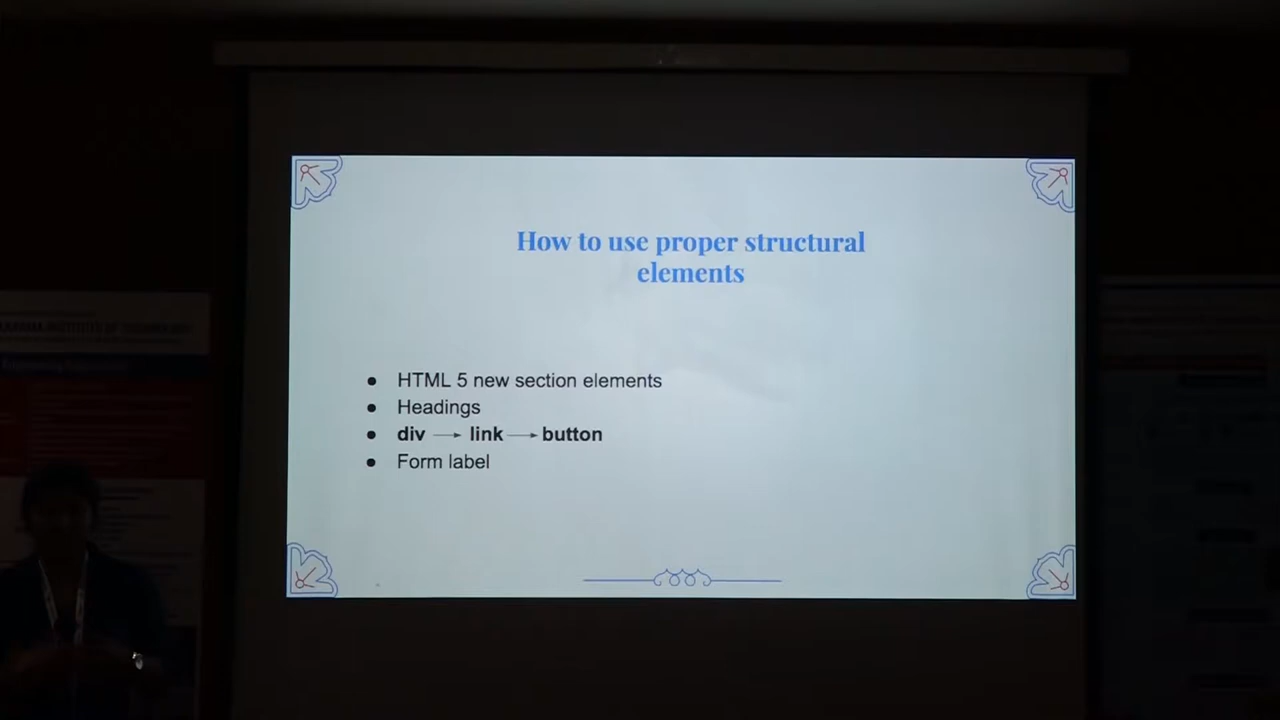 How to use proper structural
elements
● HTML 5 new section elements
● Headings
● div → link → button
● Form label